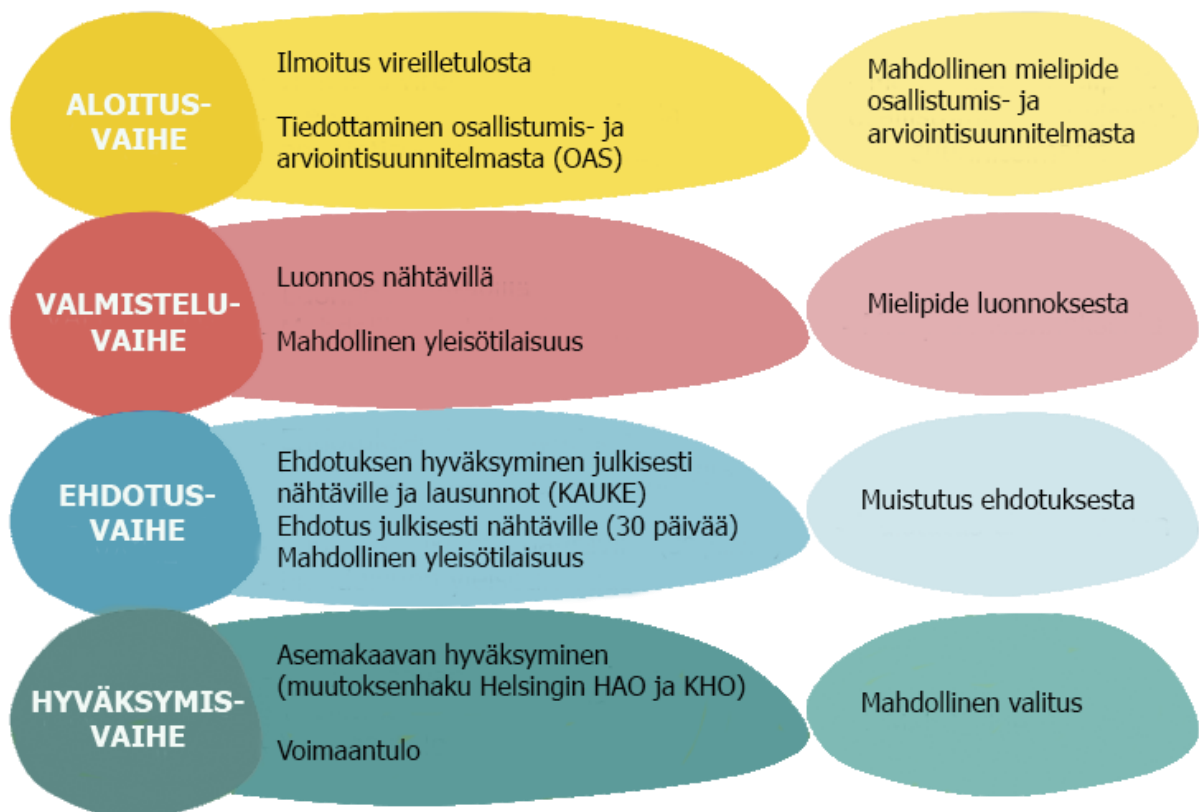 ALOITUS-
VAIHE
Ilmoitus vireilletulosta
Tiedottaminen osallistumis- ja
arviointisuunnitelmasta (OAS)
Mahdollinen mielipide
osallistumis- ja
arviointisuunnitelmasta
VALMISTELU-
VAIHE
Luonnos nähtävillä
Mahdollinen yleisötilaisuus
Mielipide luonnoksesta
EHDOTUS-
VAIHE
Ehdotuksen hyväksyminen julkisesti
nähtäville ja lausunnot (KAUKE)
Ehdotus julkisesti nähtäville (30 päivää)
Mahdollinen yleisötilaisuus
Muistutus ehdotuksesta
HYVÄKSYMIS-
VAIHE
Asemakaavan hyväksyminen
(muutoksenhaku Helsingin HAO ja KHO)
Voimaantulo
Mahdollinen valitus